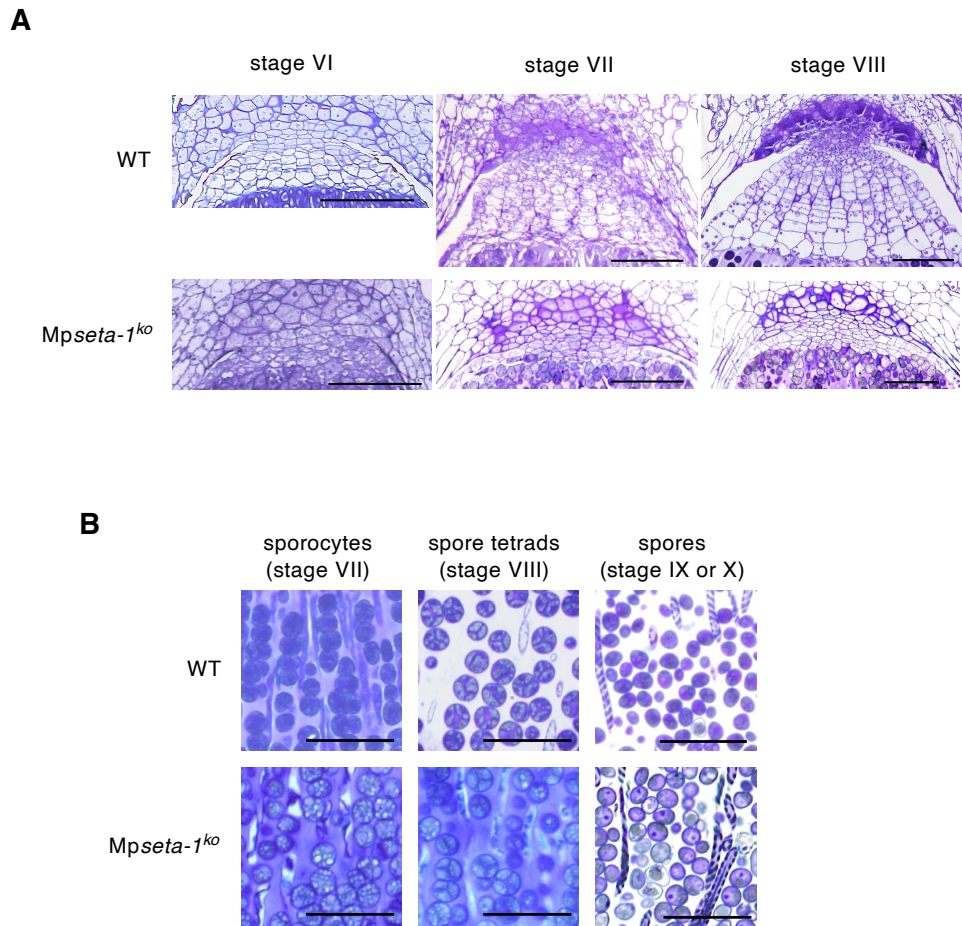 A
stage VI
stage VII
stage VIII
WT
Mpseta-1ko
B
sporocytes
(stage VII)
spore tetrads
(stage VIII)
spores
(stage IX or X)
WT
Mpseta-1ko